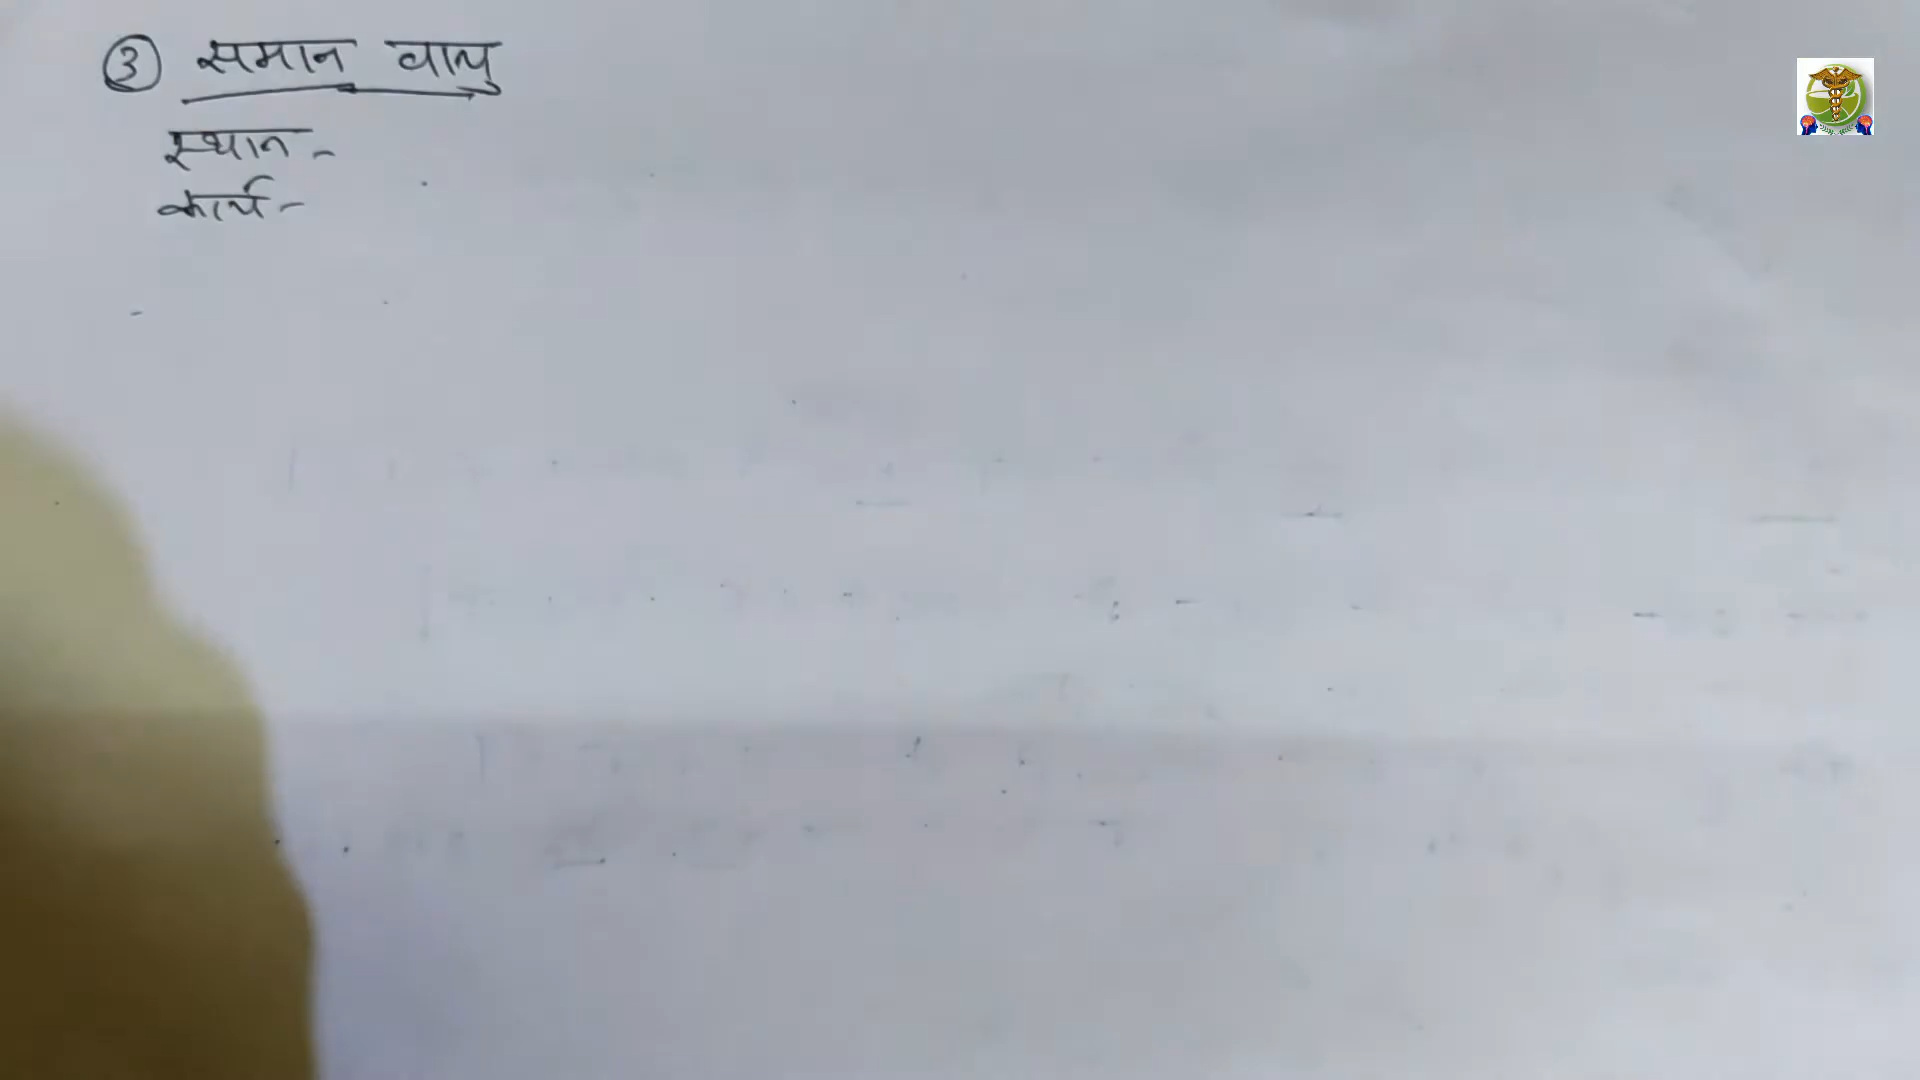 ③ समान वायु
स्थान -
कार्य -